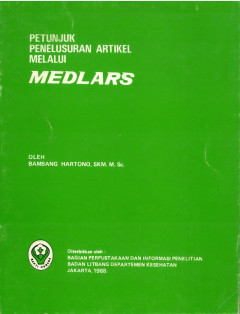 PETUNJUK
PENELUSURAN ARTIKEL
MELALUI
MEDLARS
OLEH
BAMBANG HARTONO, SKM. M. Sc.
Diterbitkan oleh :
BAGIAN PERPUSTAKAAN DAN INFORMASI PENELITIAN
BADAN LITBANG DEPARTEMEN KESEHATAN
JAKARTA, 1988.